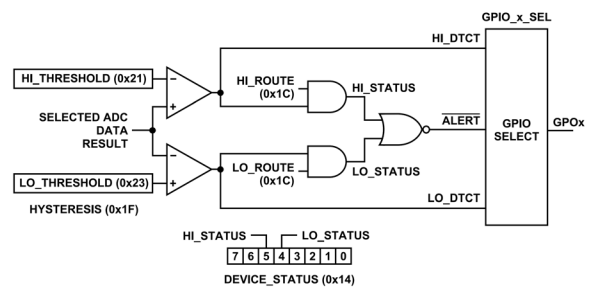 GPIO_x_SEL
HI_DTCT
HI_THRESHOLD (0x21)
−
+
HI_ROUTE
(0x1C)
HI_STATUS
SELECTED ADC
DATA
RESULT
ALERT
GPIO
SELECT
GPOx
−
+
LO_THRESHOLD (0x23)
LO_ROUTE
(0x1C)
LO_STATUS
HYSTERESIS (0x1F)
LO_DTCT
HI_STATUS
LO_STATUS
7 6 5 4 3 2 1 0
DEVICE_STATUS (0x14)